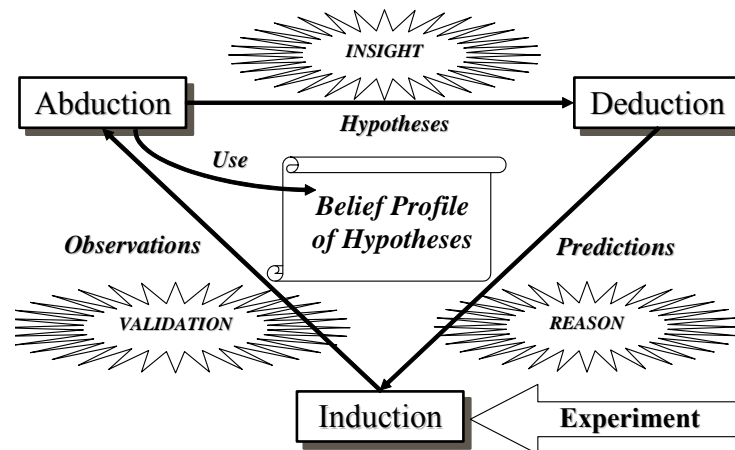 INSIGHT
Abduction
Deduction
Hypotheses
Use
Belief Profile
of Hypotheses
Observations
Predictions
VALIDATION
REASON
Induction
Experiment